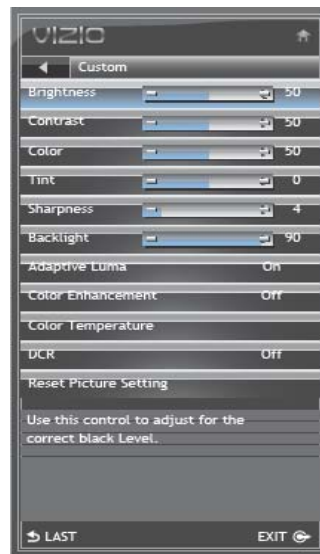 VIZIO
Custom
Brightness 50
Contrast 50
Color 50
Tint 0
Sharpness 4
Backlight 90
Adaptive Luma On
Color Enhancement Off
Color Temperature
DCR Off
Reset Picture Setting
Use this control to adjust for the
correct black Level.
LAST EXIT